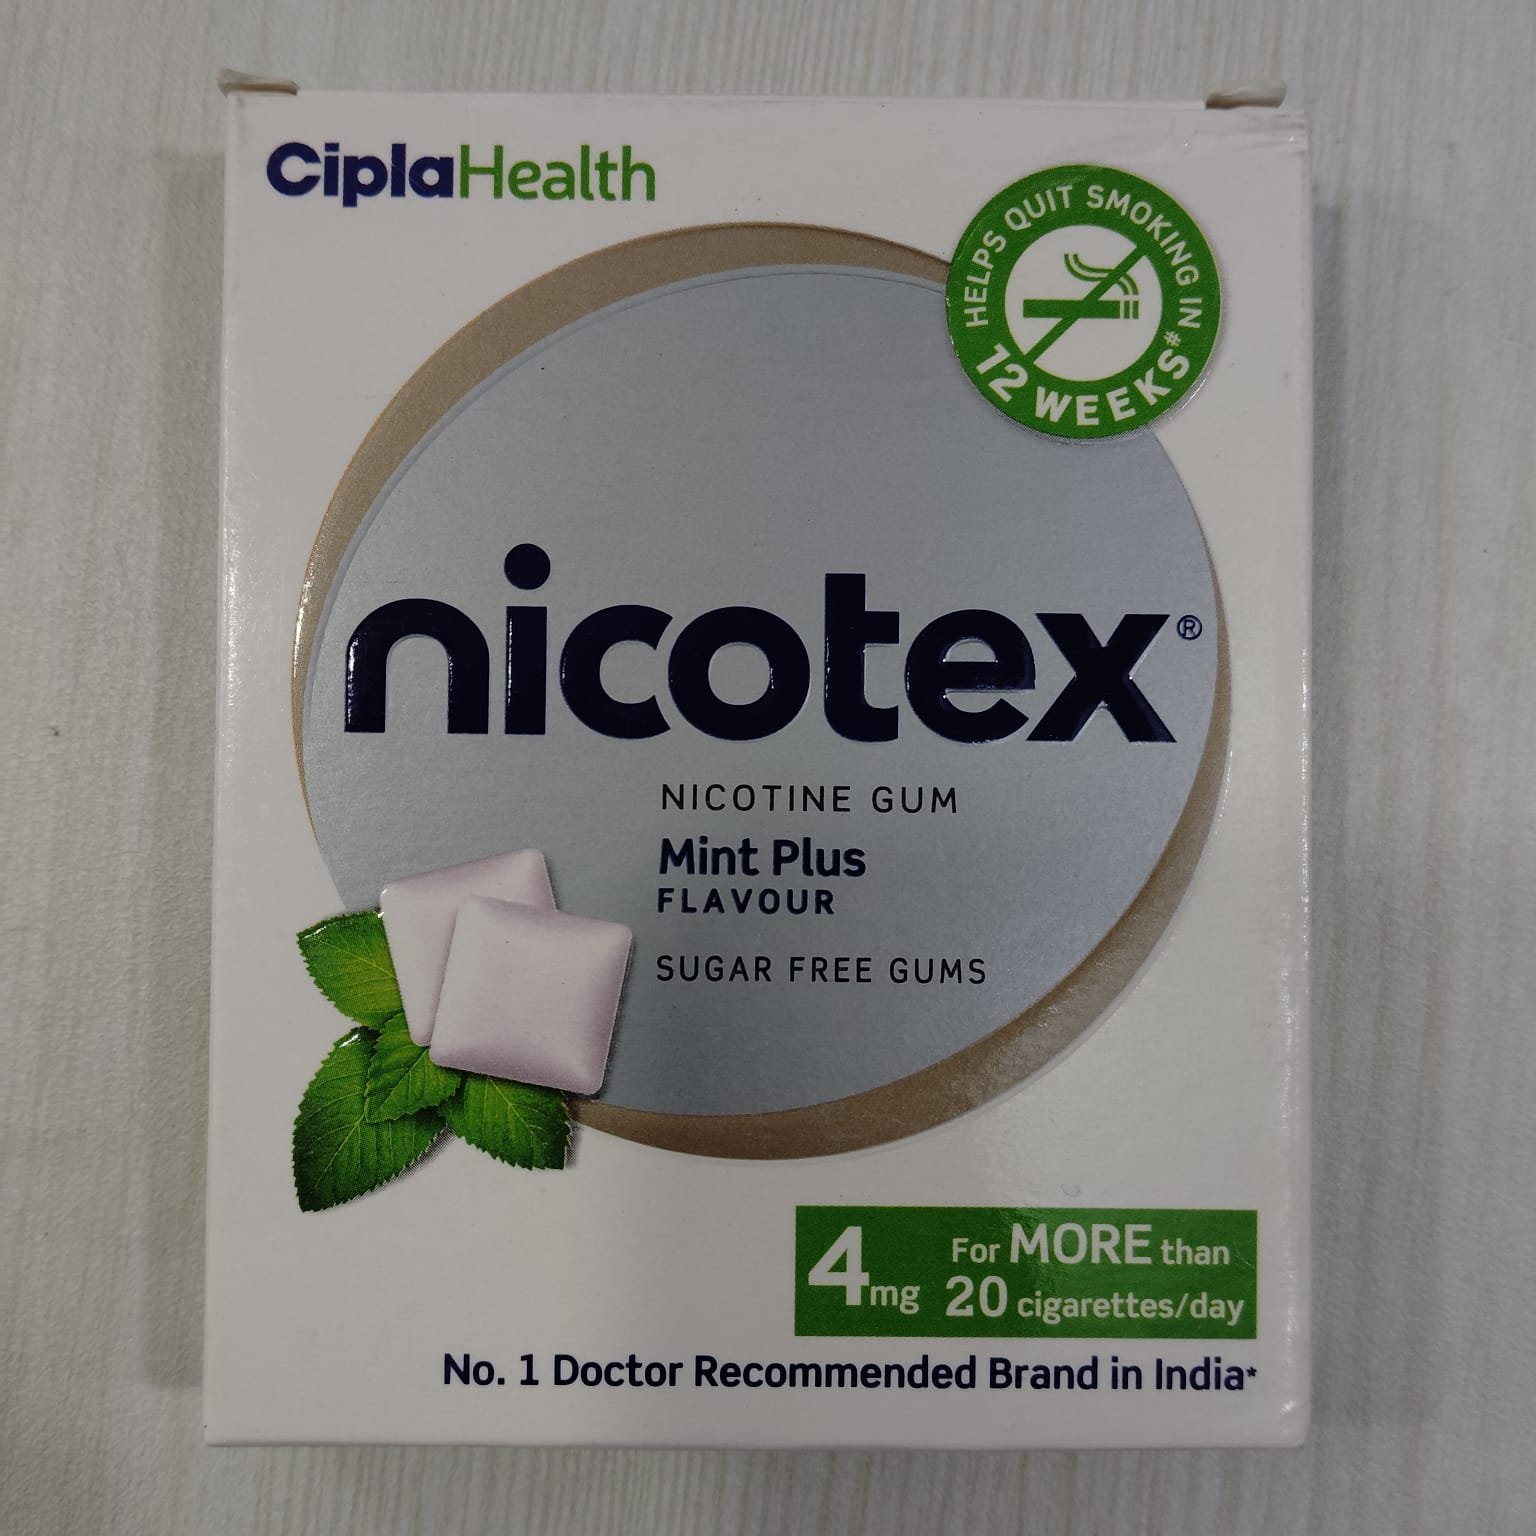 CiplaHealth
HELPS QUIT SMOKING IN
12 WEEKS#
nicotex®
NICOTINE GUM
Mint Plus
FLAVOUR
SUGAR FREE GUMS
4mg
For MORE than
20 cigarettes/day
No. 1 Doctor Recommended Brand in India*